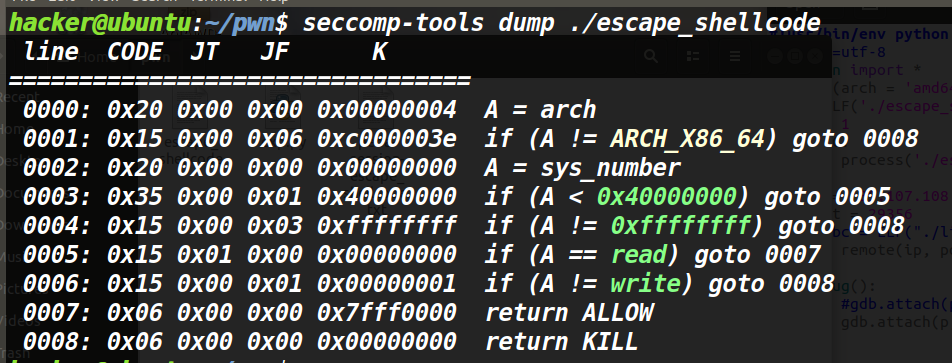 hacker@ubuntu:~/pwn$ seccomp-tools dump ./escape_shellcode
line CODE JT JF K
=================================
0000: 0x20 0x00 0x00 0x00000004 A = arch
0001: 0x15 0x00 0x06 0xc000003e if (A != ARCH_X86_64) goto 0008
0002: 0x20 0x00 0x00 0x00000000 A = sys_number
0003: 0x35 0x00 0x01 0x40000000 if (A < 0x40000000) goto 0005
0004: 0x15 0x00 0x03 0xffffffff if (A != 0xffffffff) goto 0008
0005: 0x15 0x01 0x00 0x00000000 if (A == read) goto 0007
0006: 0x15 0x00 0x01 0x00000001 if (A != write) goto 0008
0007: 0x06 0x00 0x00 0x7fff0000 return ALLOW
0008: 0x06 0x00 0x00 0x00000000 return KILL
bin/env python
=utf-8
import *
(arch = 'amd64
LF('./escape_s
1
process('./es
remote(ip, po
#gdb.attach(p
gdb.attach(p